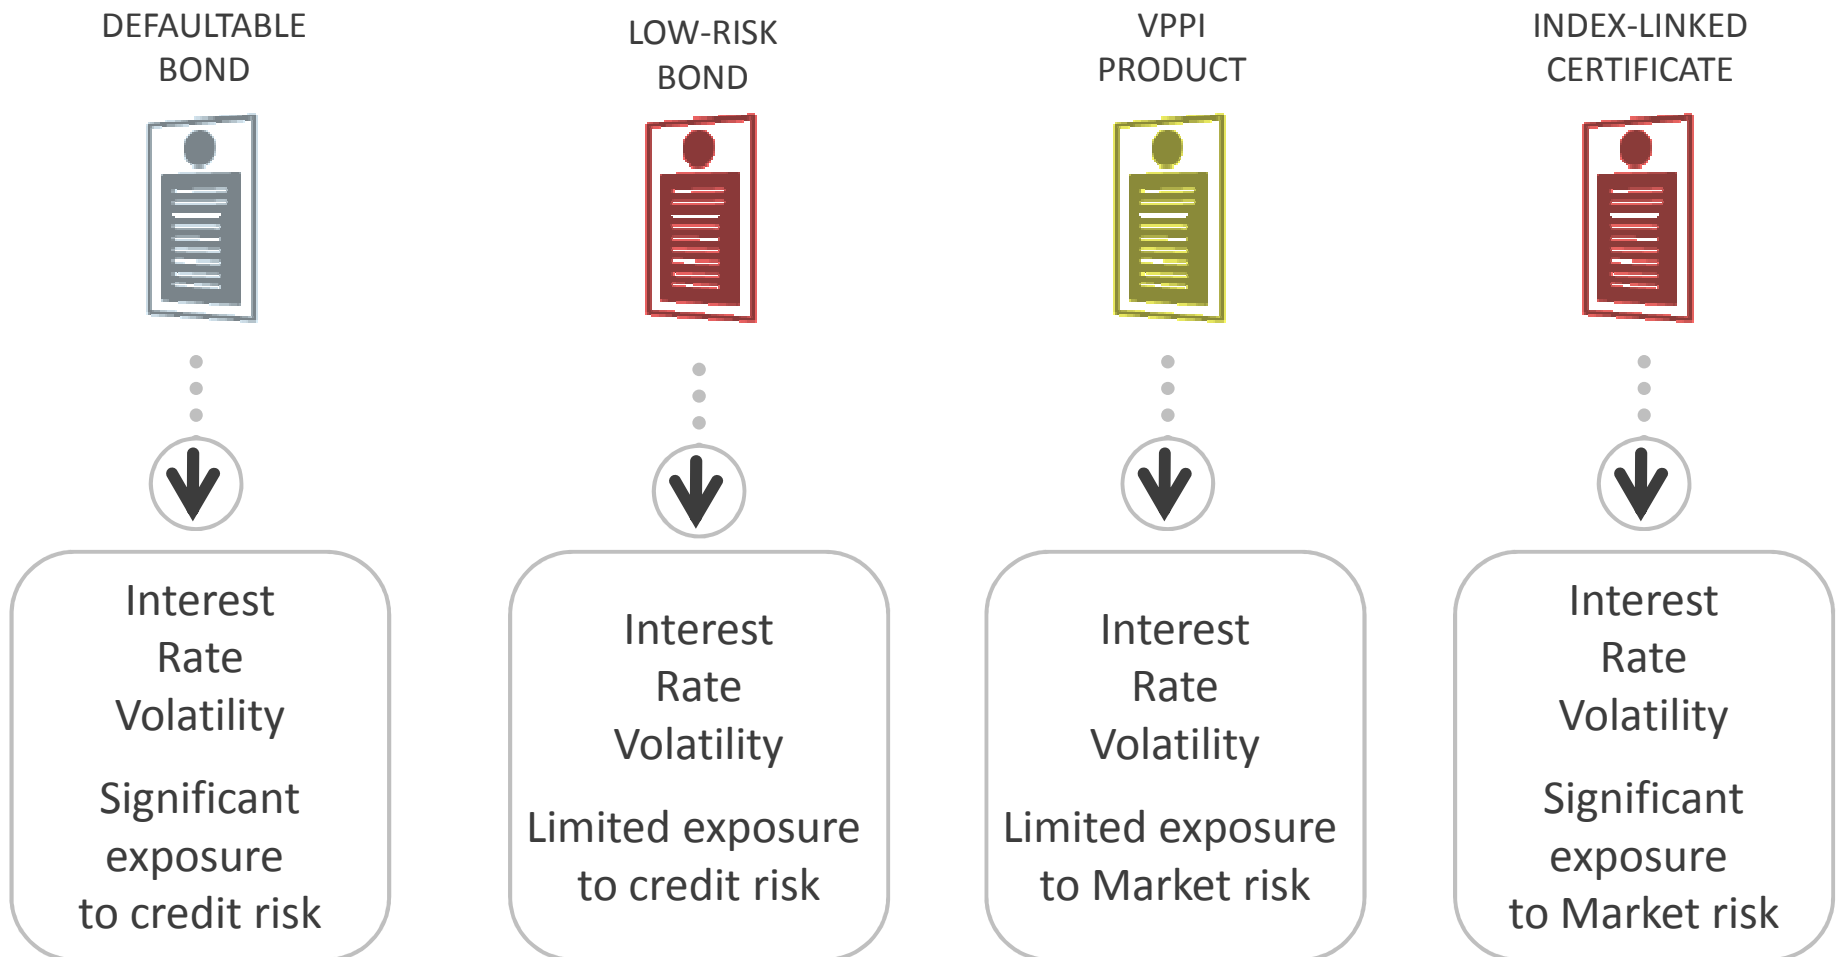 DEFAULTABLE
BOND
LOW-RISK
BOND
VPPI
PRODUCT
INDEX-LINKED
CERTIFICATE
Interest
Rate
Volatility
Significant
exposure
to credit risk
Interest
Rate
Volatility
Limited exposure
to credit risk
Interest
Rate
Volatility
Limited exposure
to Market risk
Interest
Rate
Volatility
Significant
exposure
to Market risk